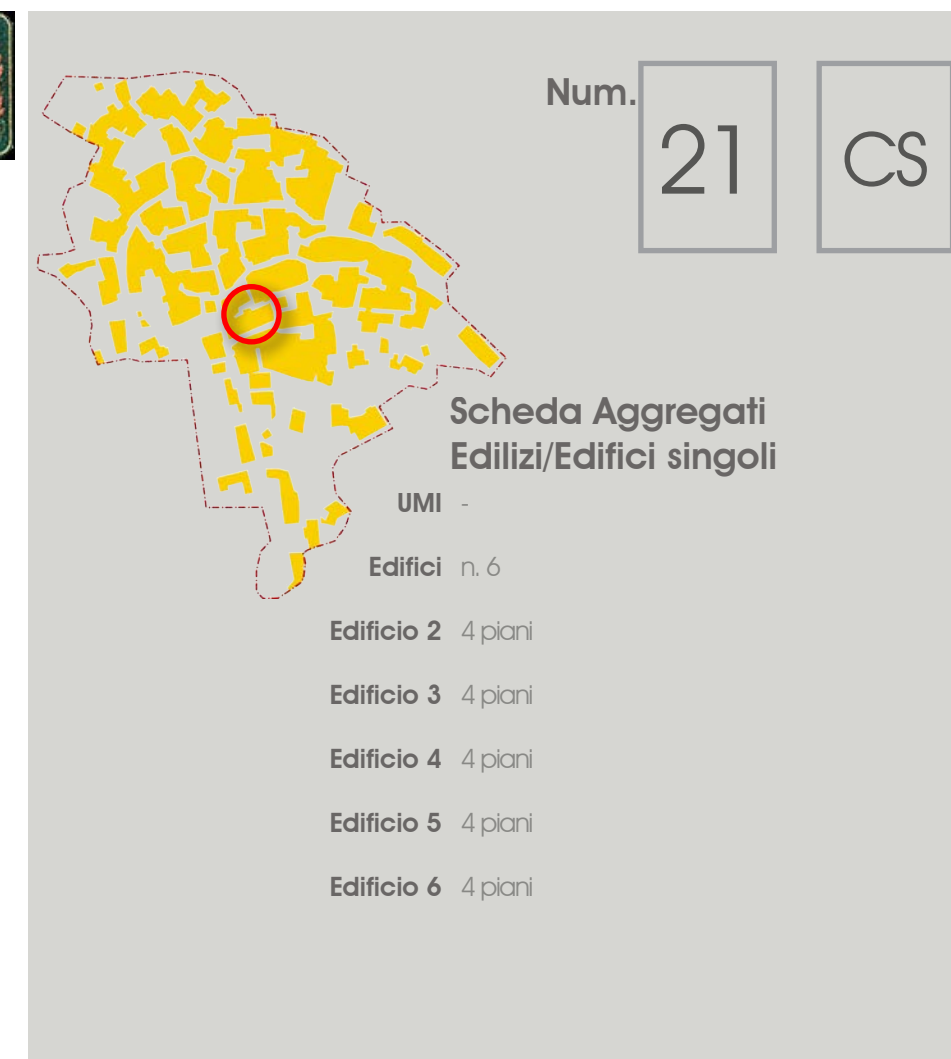 Num.
21
CS
Scheda Aggregati
Edilizi/Edifici singoli
UMI -
Edifici n. 6
Edificio 2 4 piani
Edificio 3 4 piani
Edificio 4 4 piani
Edificio 5 4 piani
Edificio 6 4 piani